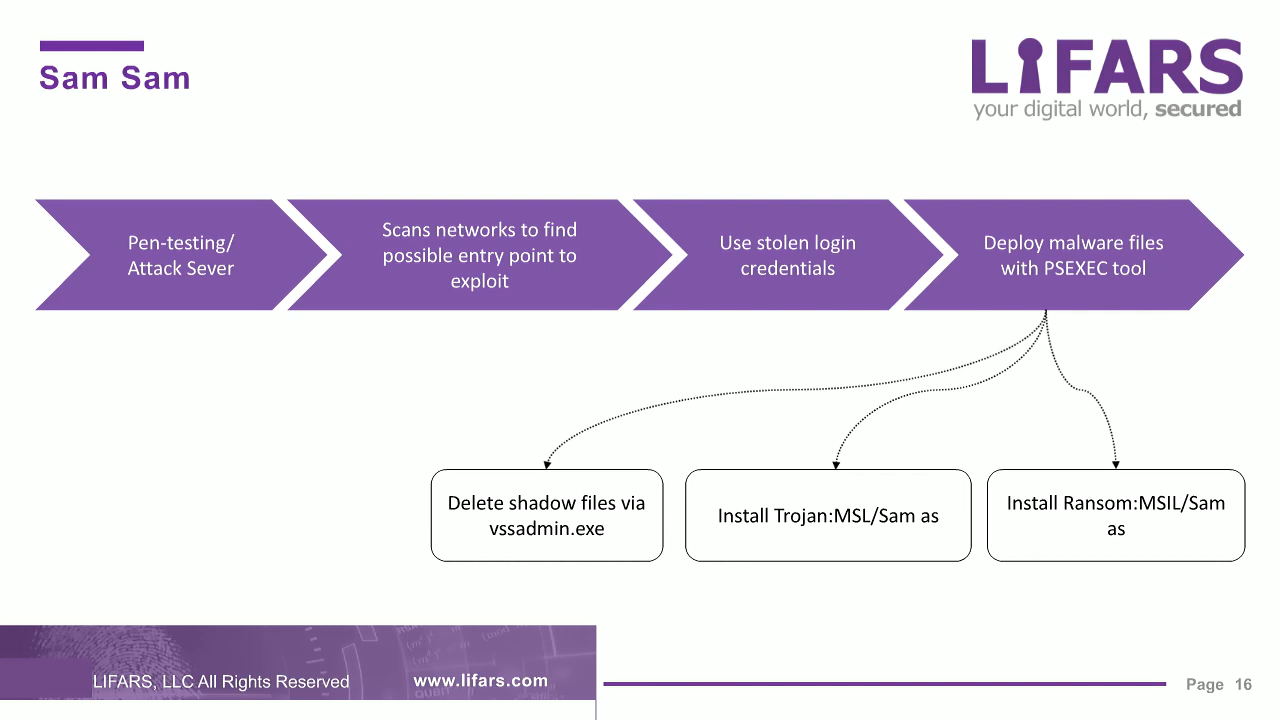 Sam Sam
LIFARS
your digital world, secured
Pen-testing/
Attack Sever
Scans networks to find
possible entry point to
exploit
Use stolen login
credentials
Deploy malware files
with PSEXEC tool
Delete shadow files via
vssadmin.exe
Install Trojan:MSL/Sam as
Install Ransom:MSIL/Sam
as
LIFARS, LLC All Rights Reserved
www.lifars.com
Page 16